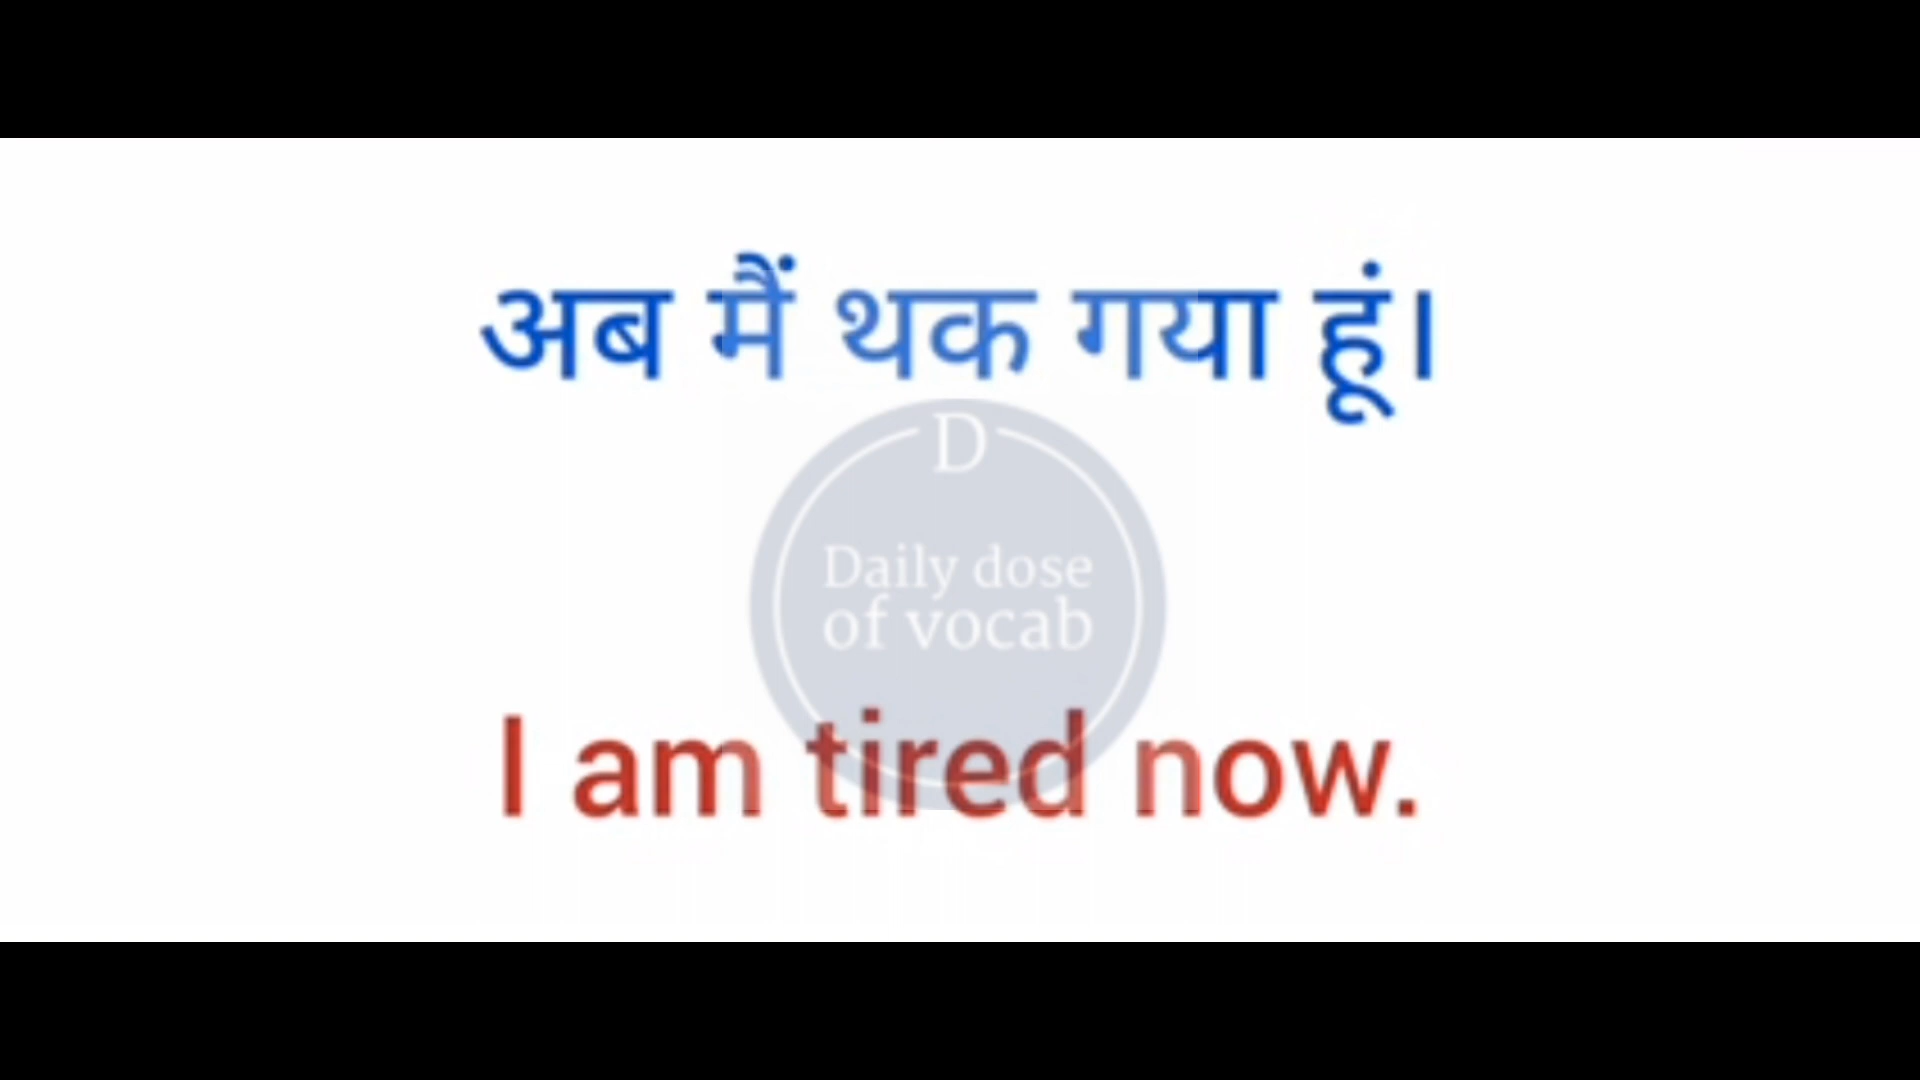 अब मैं थक गया हूं।
D
Daily dose
of vocab
I am tired now.